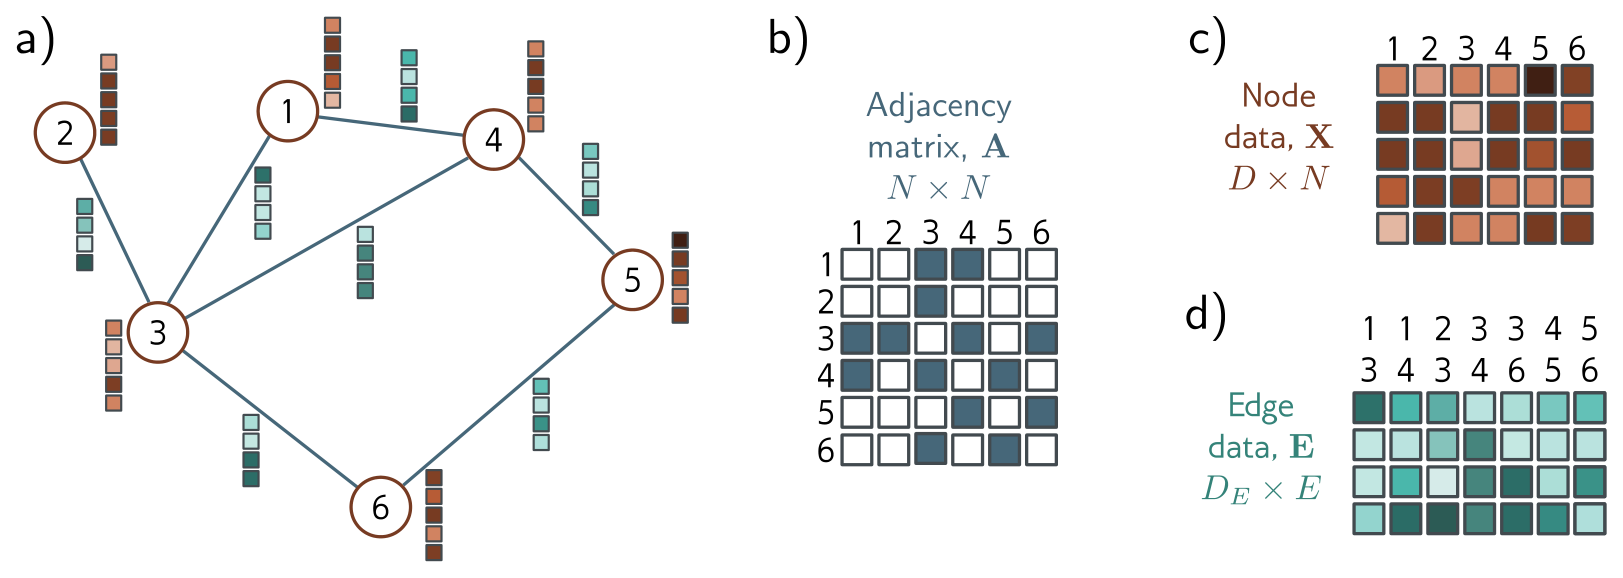 a)
2
1
4
3
5
6
b)
Adjacency
matrix, A
N × N
1 2 3 4 5 6
1
2
3
4
5
6
c)
Node
data, X
D × N
1 2 3 4 5 6
d)
Edge
data, E
D_E × E
1 1 2 3 3 4 5
3 4 3 4 6 5 6